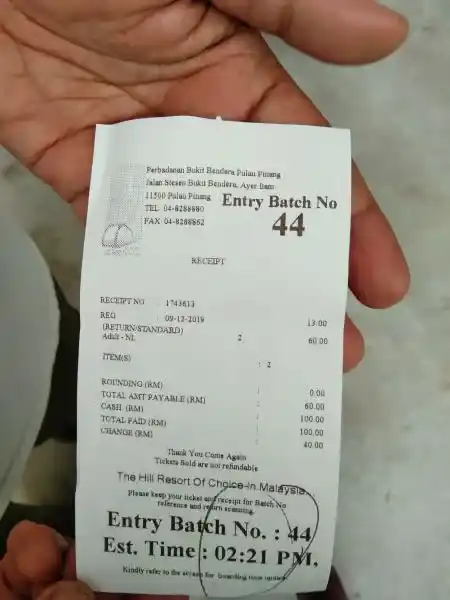 Perbadanan Bukit Bendera Pulau Pinang
Jalan Stesen Bukit Bendera, Ayer Itam
11500 Pulau Pinang
TEL 04-8288880
FAX 04-8288862
Entry Batch No
44
RECEIPT
RECEIPT NO : 1743613
REG : 09-12-2019 13:00
(RETURN/STANDARD)
Adult - NL 2 60.00
ITEM(S) : 2
ROUNDING (RM) : 0.00
TOTAL AMT PAYABLE (RM) : 60.00
CASH (RM) : 100.00
TOTAL PAID (RM) : 100.00
CHANGE (RM) : 40.00
Thank You Come Again
Tickets Sold are not refundable
The Hill Resort Of Choice-In Malaysia.
Please keep your ticket and receipt for Batch No
reference and return scanning.
Entry Batch No. : 44
Est. Time : 02:21 PM.
Kindly refer to the screen for boarding time